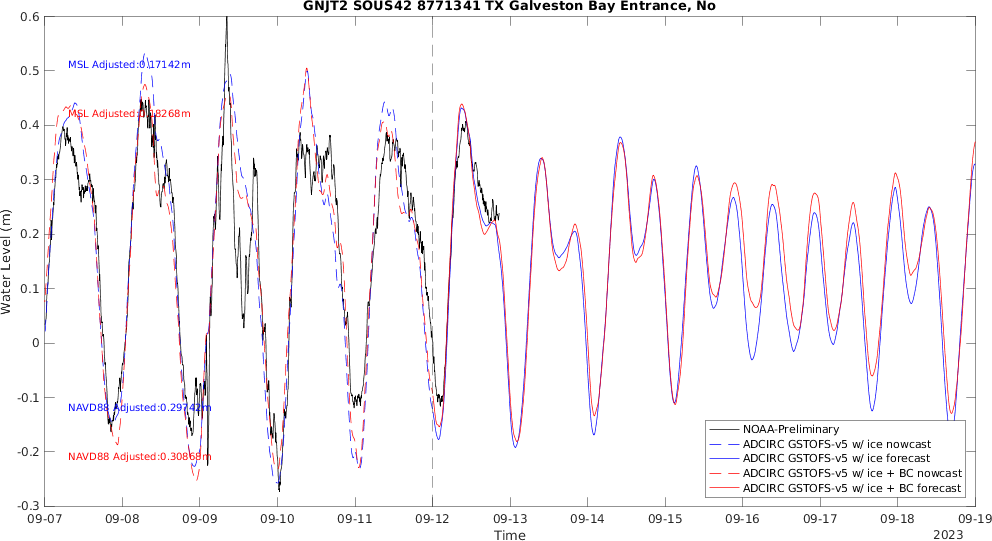 GNJT2 SOUS42 8771341 TX Galveston Bay Entrance, No
0.6
0.5
0.4
0.3
0.2
0.1
0
-0.1
-0.2
-0.3
Water Level (m)
MSL Adjusted:0.17142m
MSL Adjusted:0.18268m
NAVD88 Adjusted:0.29742m
NAVD88 Adjusted:0.30868m
NOAA-Preliminary
ADCIRC GSTOFS-v5 w/ ice nowcast
ADCIRC GSTOFS-v5 w/ ice forecast
ADCIRC GSTOFS-v5 w/ ice + BC nowcast
ADCIRC GSTOFS-v5 w/ ice + BC forecast
09-07 09-08 09-09 09-10 09-11 09-12 09-13 09-14 09-15 09-16 09-17 09-18 09-19
Time
2023